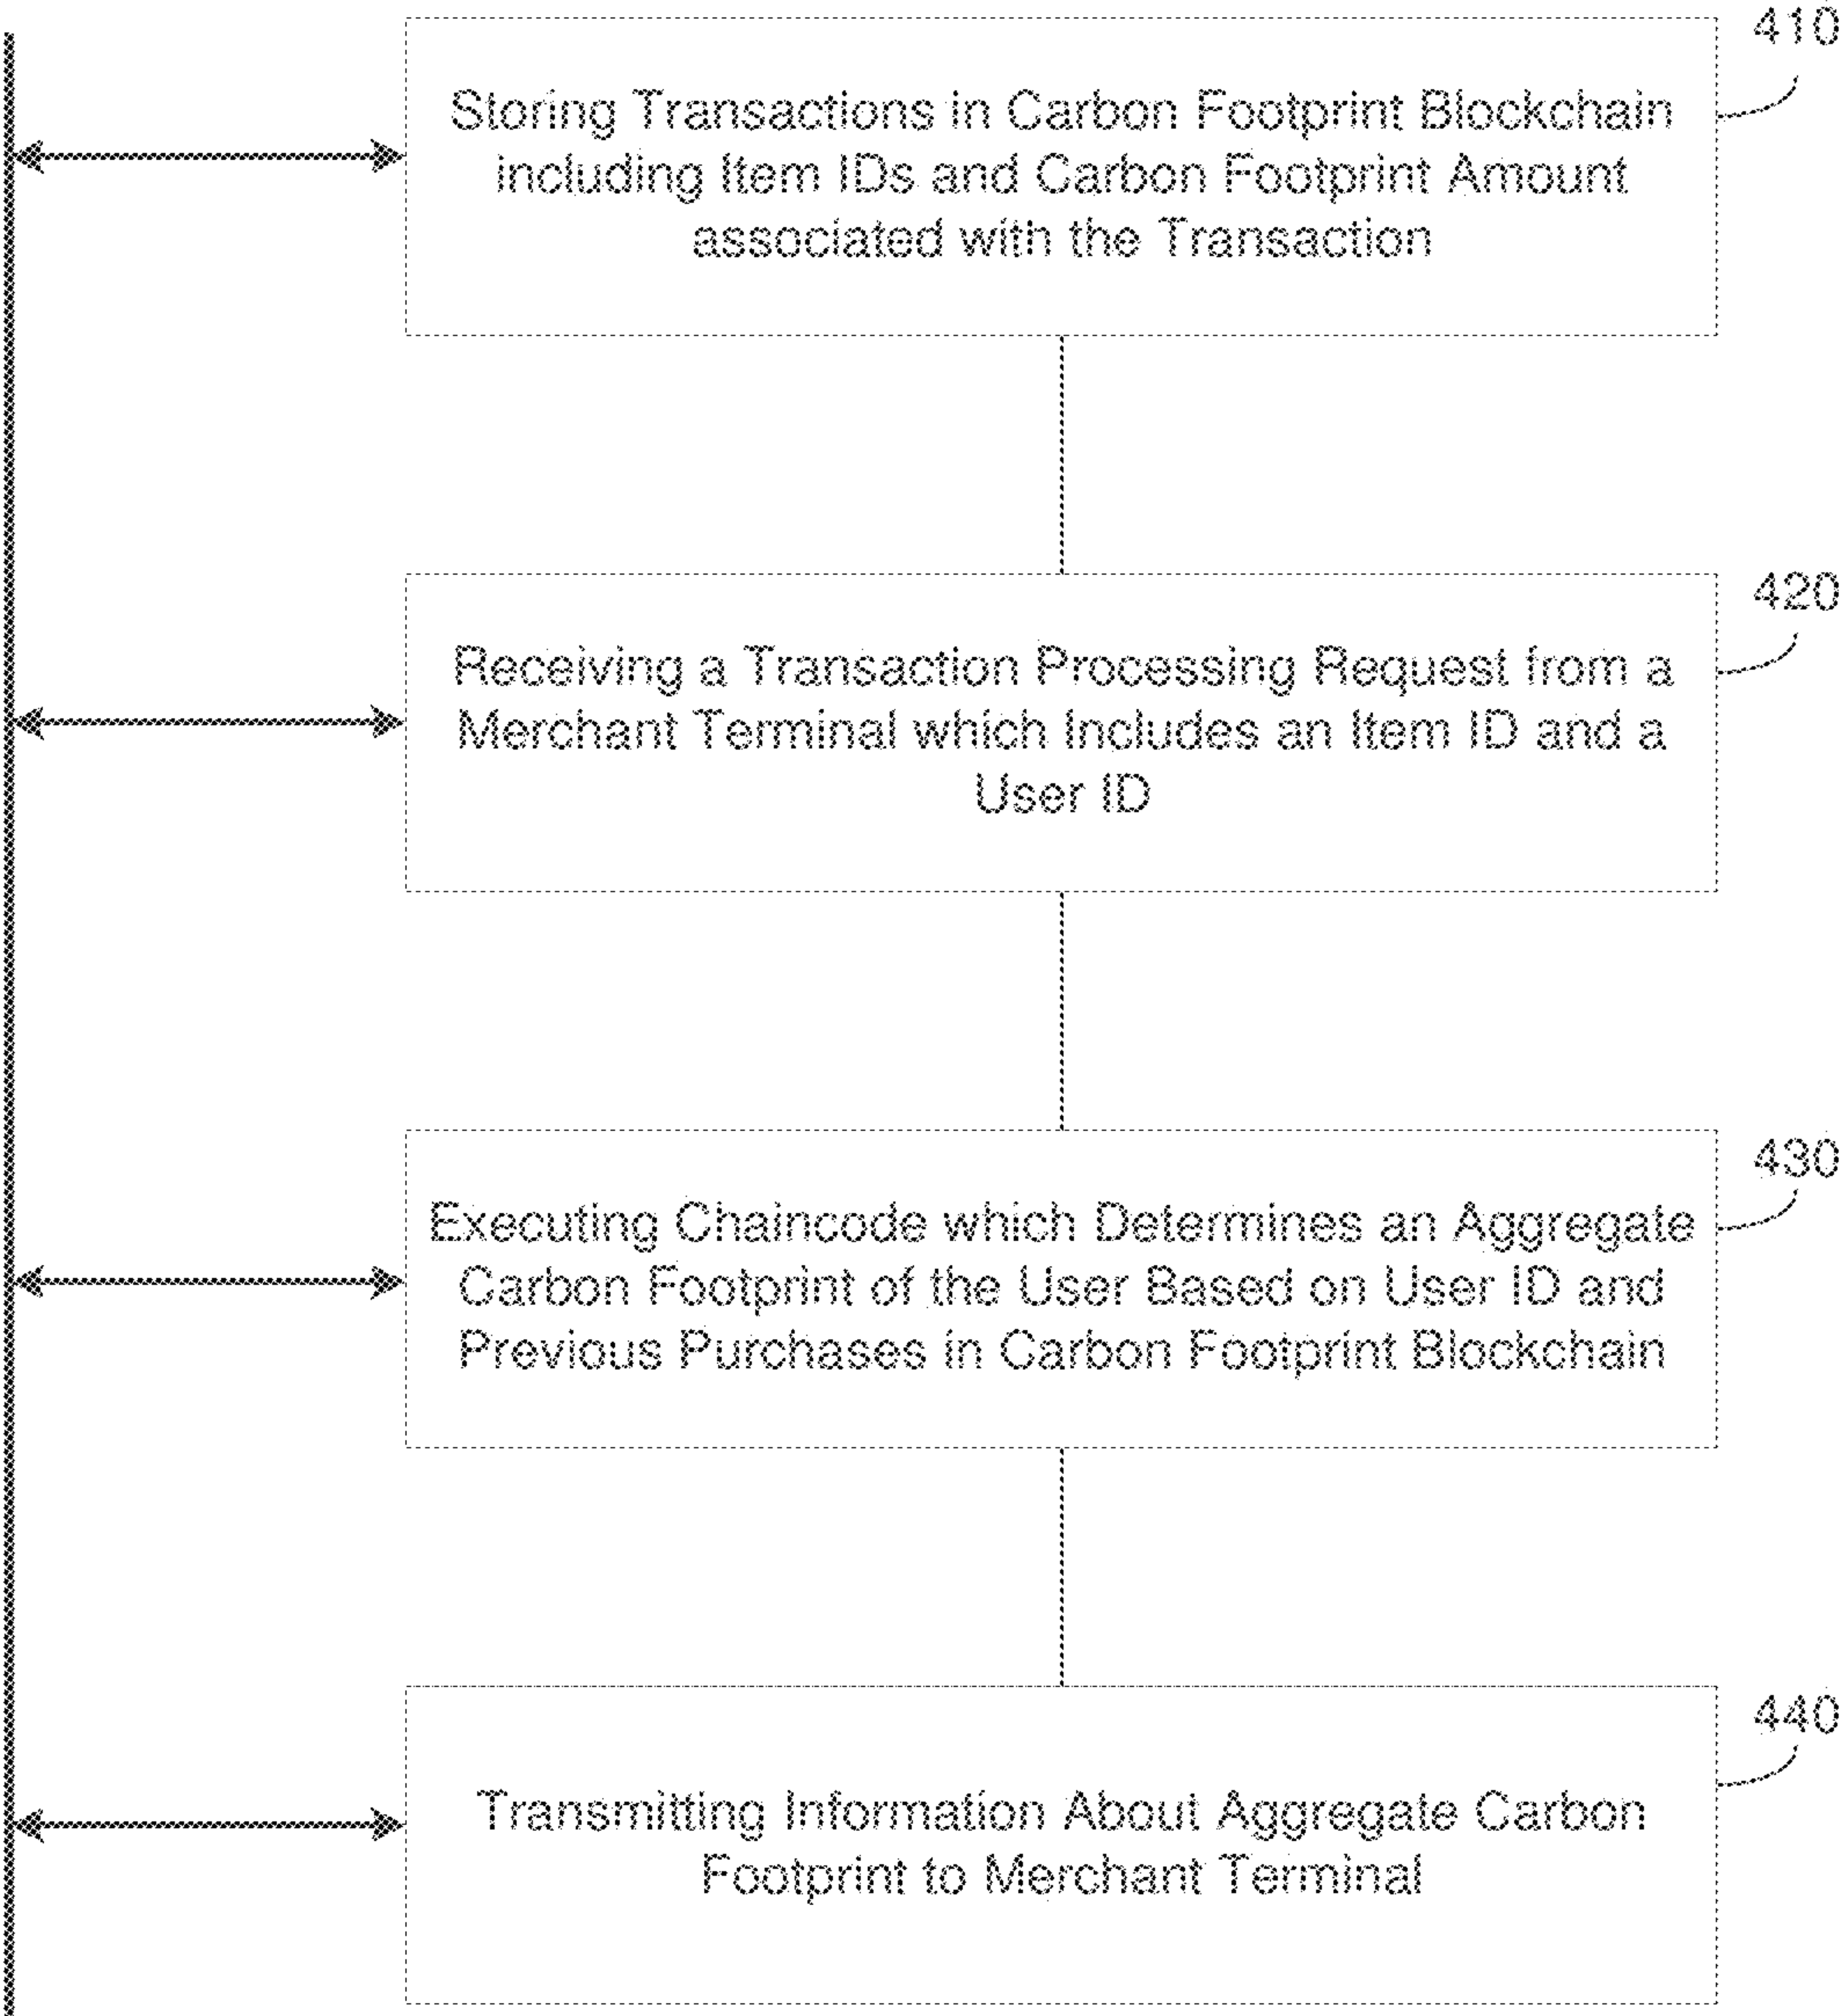 410
Storing Transactions in Carbon Footprint Blockchain
including Item IDs and Carbon Footprint Amount
associated with the Transaction
420
Receiving a Transaction Processing Request from a
Merchant Terminal which Includes an Item ID and a
User ID
430
Executing Chaincode which Determines an Aggregate
Carbon Footprint of the User Based on User ID and
Previous Purchases in Carbon Footprint Blockchain
440
Transmitting Information About Aggregate Carbon
Footprint to Merchant Terminal